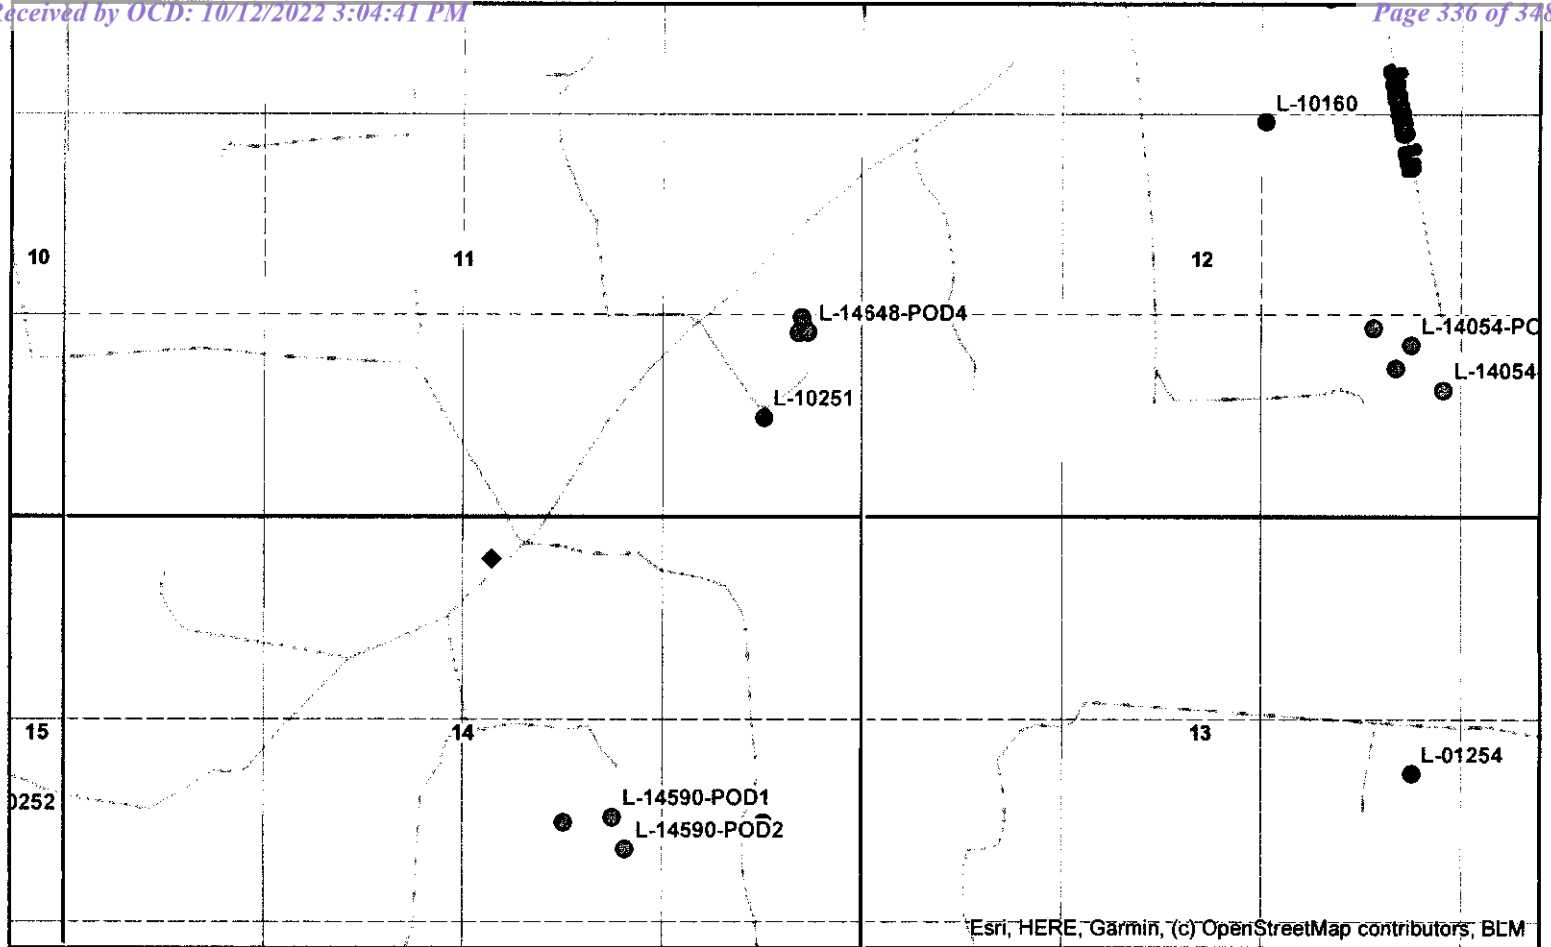 Received by OCD: 10/12/2022 3:04:41 PM
Page 336 of 348
L-10160
10
11
12
L-14648-POD4
L-14054-PO
L-14054-
L-10251
15
14
13
L-01254
0252
L-14590-POD1
L-14590-POD2
Esri, HERE, Garmin, (c) OpenStreetMap contributors, BLM